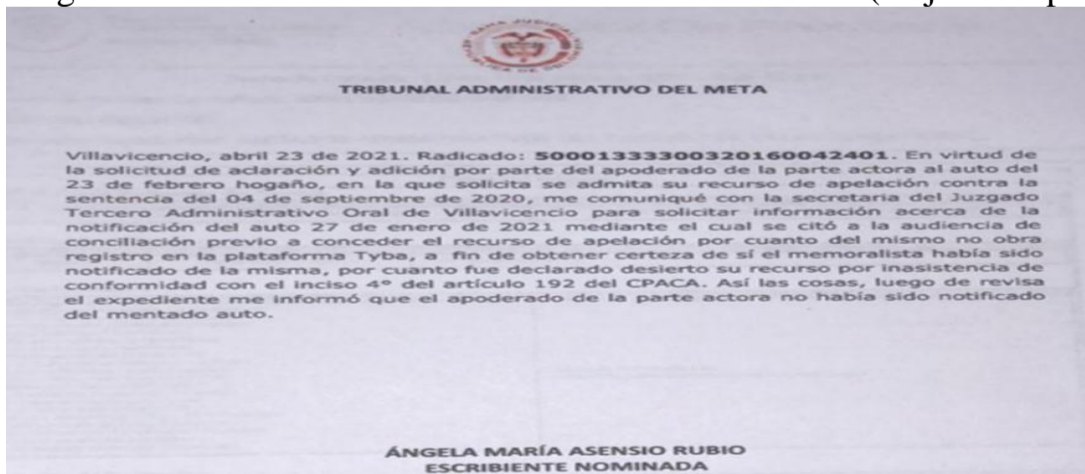 TRIBUNAL ADMINISTRATIVO DEL META
Villavicencio, abril 23 de 2021. Radicado: 50001333300320160042401. En virtud de
la solicitud de aclaración y adición por parte del apoderado de la parte actora al auto del
23 de febrero hogaño, en la que solicita se admita su recurso de apelación contra la
sentencia del 04 de septiembre de 2020, me comuniqué con la secretaria del Juzgado
Tercero Administrativo Oral de Villavicencio para solicitar información acerca de la
notificación del auto 27 de enero de 2021 mediante el cual se citó a la audiencia de
conciliación previo a conceder el recurso de apelación por cuanto del mismo no obra
registro en la plataforma Tyba, a fin de obtener certeza de sí el memoralista había sido
notificado de la misma, por cuanto fue declarado desierto su recurso por inasistencia de
conformidad con el inciso 4° del artículo 192 del CPACA. Así las cosas, luego de revisa
el expediente me informó que el apoderado de la parte actora no había sido notificado
del mentado auto.
ÁNGELA MARÍA ASENSIO RUBIO
ESCRIBIENTE NOMINADA